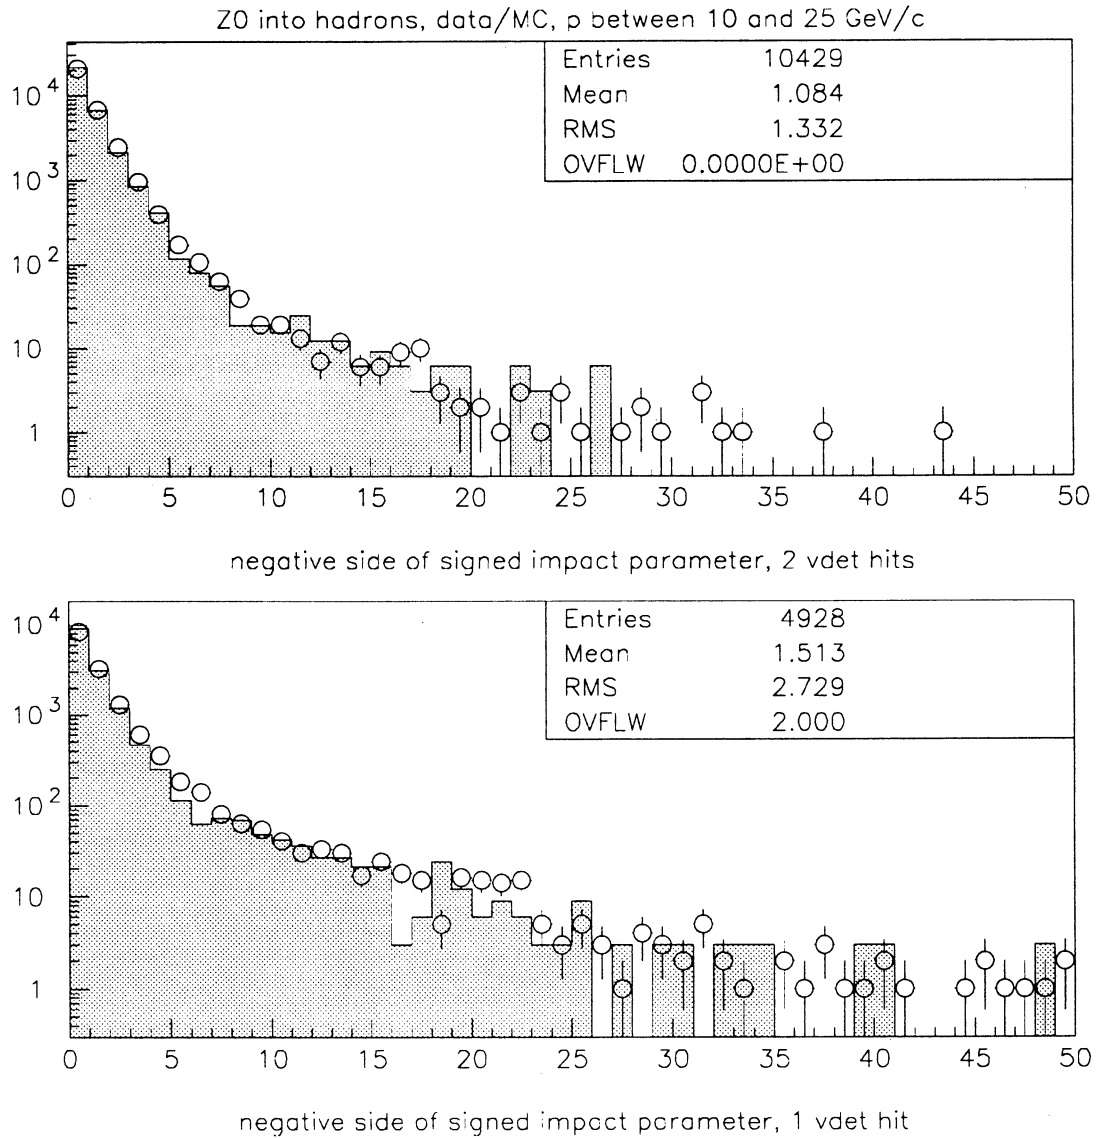 Z0 into hadrons, data/MC, p between 10 and 25 GeV/c
Entries 10429
Mean 1.084
RMS 1.332
OVFLW 0.0000E+00
10^4
10^3
10^2
10
1
0 5 10 15 20 25 30 35 40 45 50
negative side of signed impact parameter, 2 vdet hits
Entries 4928
Mean 1.513
RMS 2.729
OVFLW 2.000
10^4
10^3
10^2
10
1
0 5 10 15 20 25 30 35 40 45 50
negative side of signed impact parameter, 1 vdet hit